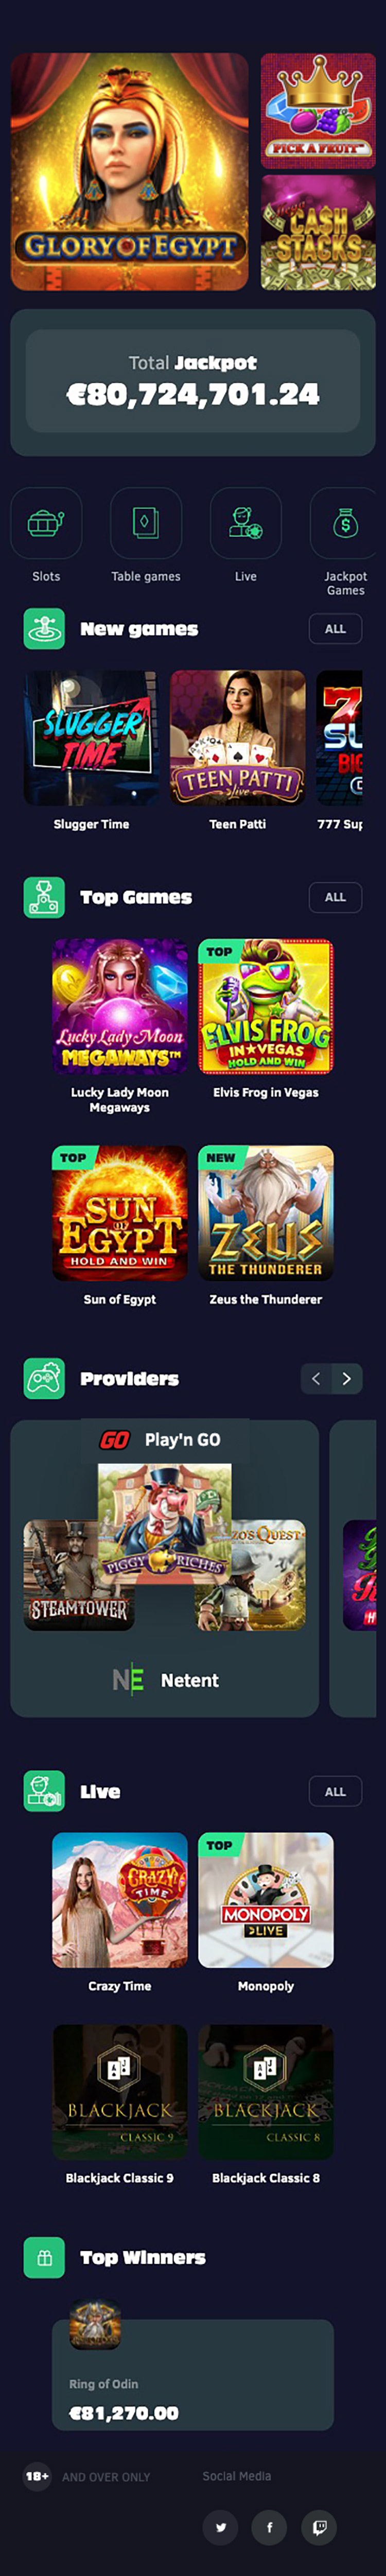 GLORY OF EGYPT
PICK A FRUIT™
Mega
CASH
STACKS
Total Jackpot
€80,724,701.24
Slots
Table games
Live
Jackpot
Games
New games
ALL
SLUGGER
TIME
TEEN PATTI
live
Slugger Time
Teen Patti
777 Sup
Top Games
ALL
Lucky Lady Moon
MEGAWAYS™
TOP
ELVIS FROG
IN★VEGAS
HOLD AND WIN
Lucky Lady Moon
Megaways
Elvis Frog in Vegas
TOP
SUN
OF
EGYPT
HOLD AND WIN
NEW
ZEUS
THE THUNDERER
Sun of Egypt
Zeus the Thunderer
Providers
GO Play'n GO
STEAMTOWER
PIGGY RICHES
ZO'S QUEST
NE Netent
Live
ALL
CRAZY
TIME
TOP
MONOPOLY
LIVE
Crazy Time
Monopoly
BLACKJACK
CLASSIC 9
BLACKJACK
CLASSIC 8
Blackjack Classic 9
Blackjack Classic 8
Top Winners
Ring of Odin
€81,270.00
18+ AND OVER ONLY
Social Media